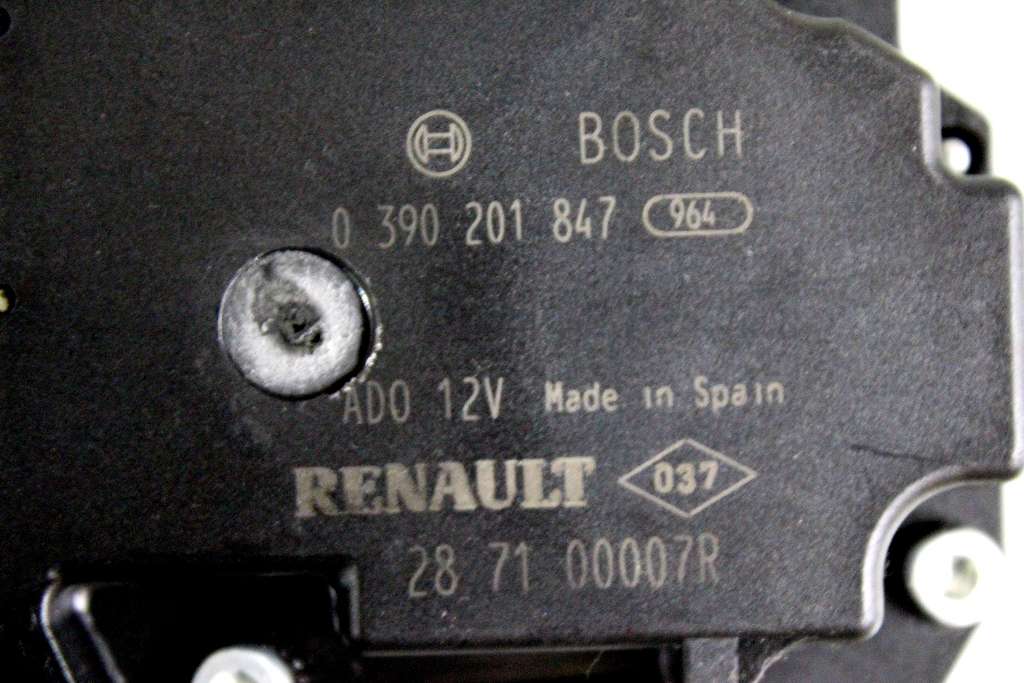 BOSCH
0 390 201 847 964
ADO 12V Made in Spain
RENAULT 037
28 71 00007R